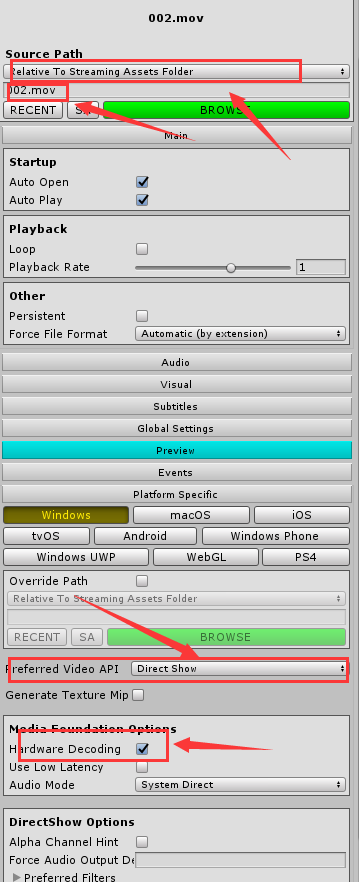 002.mov
Source Path
Relative To Streaming Assets Folder
002.mov
RECENT SA BROWSE
Main
Startup
Auto Open
Auto Play
Playback
Loop
Playback Rate 1
Other
Persistent
Force File Format Automatic (by extension)
Audio
Visual
Subtitles
Global Settings
Preview
Events
Platform Specific
Windows macOS iOS
tvOS Android Windows Phone
Windows UWP WebGL PS4
Override Path
Relative To Streaming Assets Folder
RECENT SA BROWSE
Preferred Video API Direct Show
Generate Texture Mip
Media Foundation Options
Hardware Decoding
Use Low Latency
Audio Mode System Direct
DirectShow Options
Alpha Channel Hint
Force Audio Output De
Preferred Filters